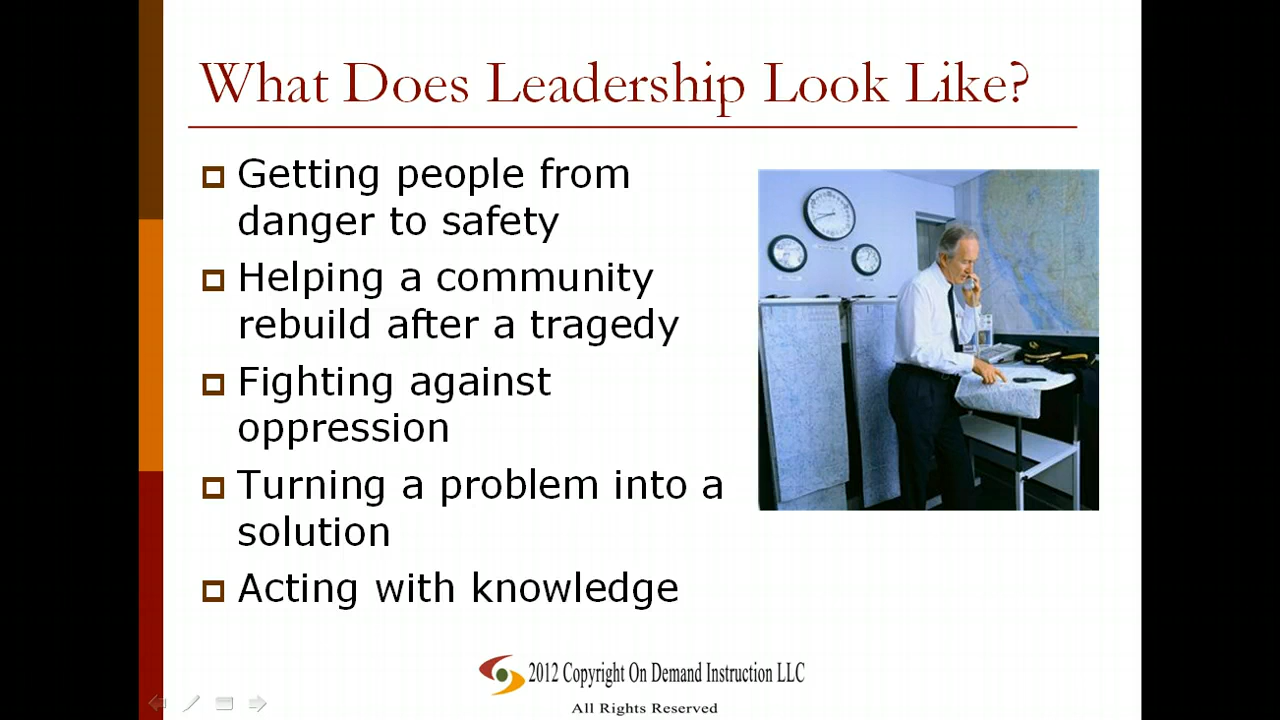 What Does Leadership Look Like?
Getting people from
danger to safety
Helping a community
rebuild after a tragedy
Fighting against
oppression
Turning a problem into a
solution
Acting with knowledge
2012 Copyright On Demand Instruction LLC
All Rights Reserved